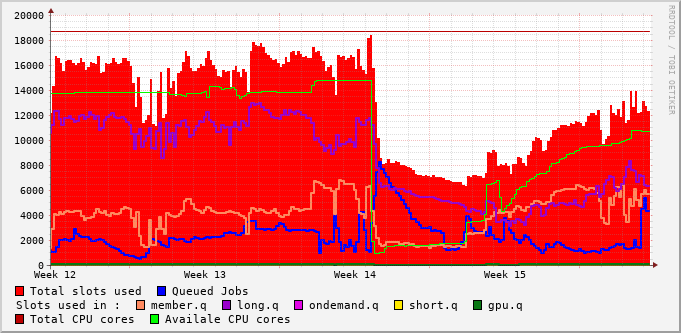 20000
18000
16000
14000
12000
10000
8000
6000
4000
2000
0
Week 12 Week 13 Week 14 Week 15
Total slots used Queued Jobs
Slots used in : member.q long.q ondemand.q short.q gpu.q
Total CPU cores Availale CPU cores
RRDTOOL / TOBI OETIKER